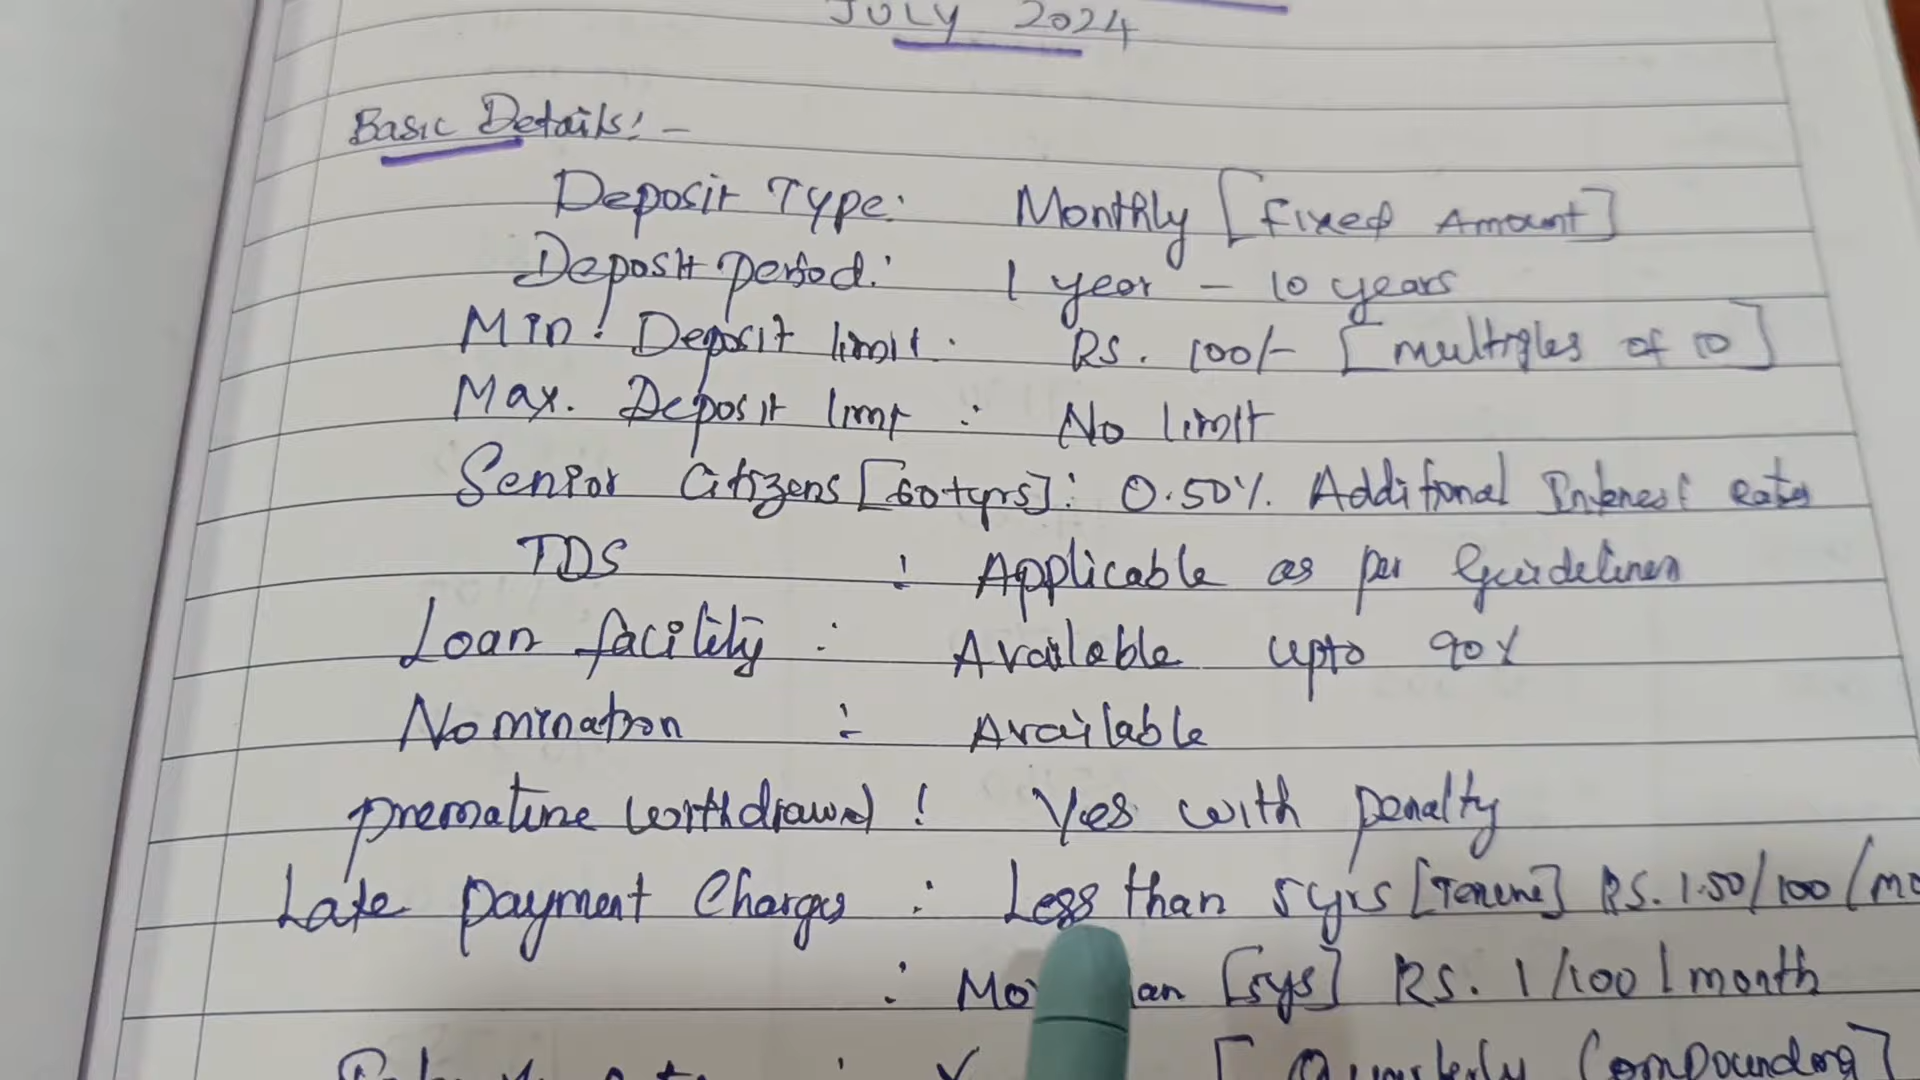 JULY 2024
Basic Details:-
Deposit Type: Monthly [Fixed Amount]
Deposit period: 1 year - 10 years
Min. Deposit limit: Rs. 100/- [multiples of 10]
Max. Deposit limit : No limit
Senior Citizens [60+yrs]: 0.50% Additional Interest Rates
TDS : Applicable as per Guidelines
Loan facility : Available upto 90%
Nomination : Available
premature withdrawal : Yes with penalty
Late payment Charges : Less than 5yrs [Tenure] Rs. 1.50/100/mo
: [5yrs] RS. 1/100/month
[Quarterly Compounding]